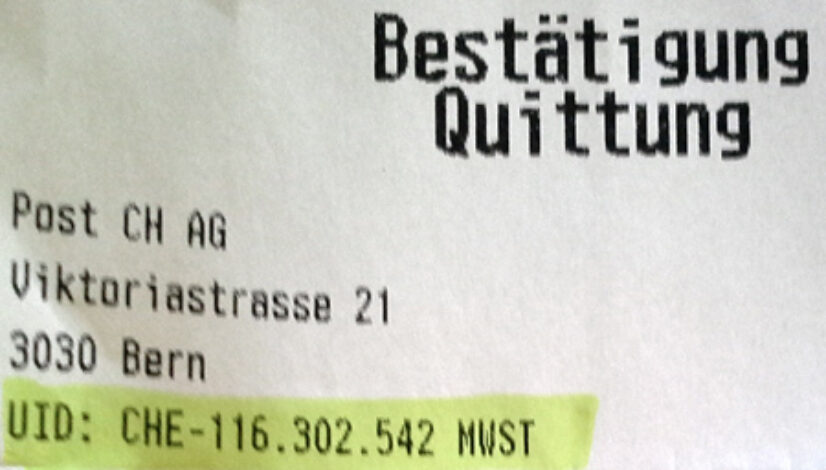 Bestätigung
Quittung
Post CH AG
Viktoriastrasse 21
3030 Bern
UID: CHE-116.302.542 MWST